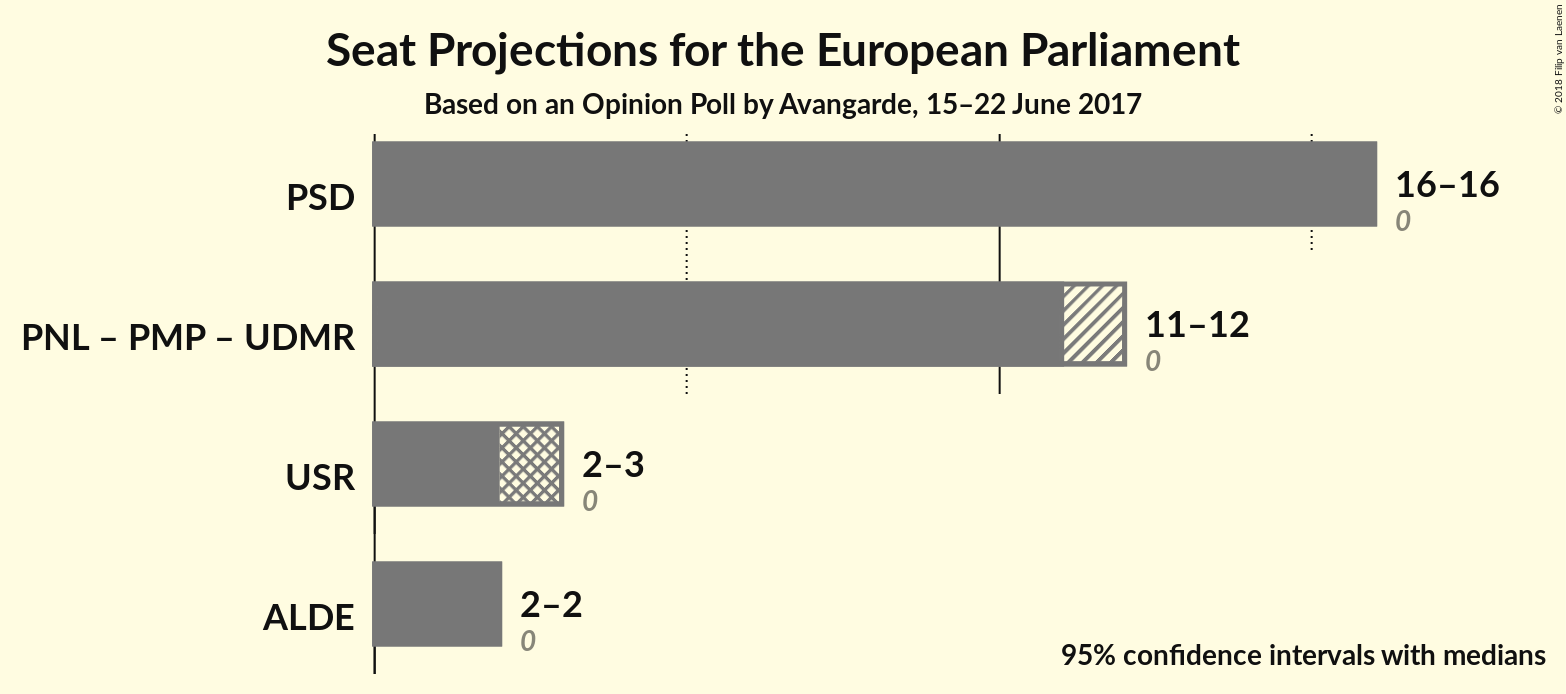 Seat Projections for the European Parliament
Based on an Opinion Poll by Avangarde, 15–22 June 2017
© 2018 Filip van Laenen
PSD
16–16
0
PNL – PMP – UDMR
11–12
0
USR
2–3
0
ALDE
2–2
0
95% confidence intervals with medians